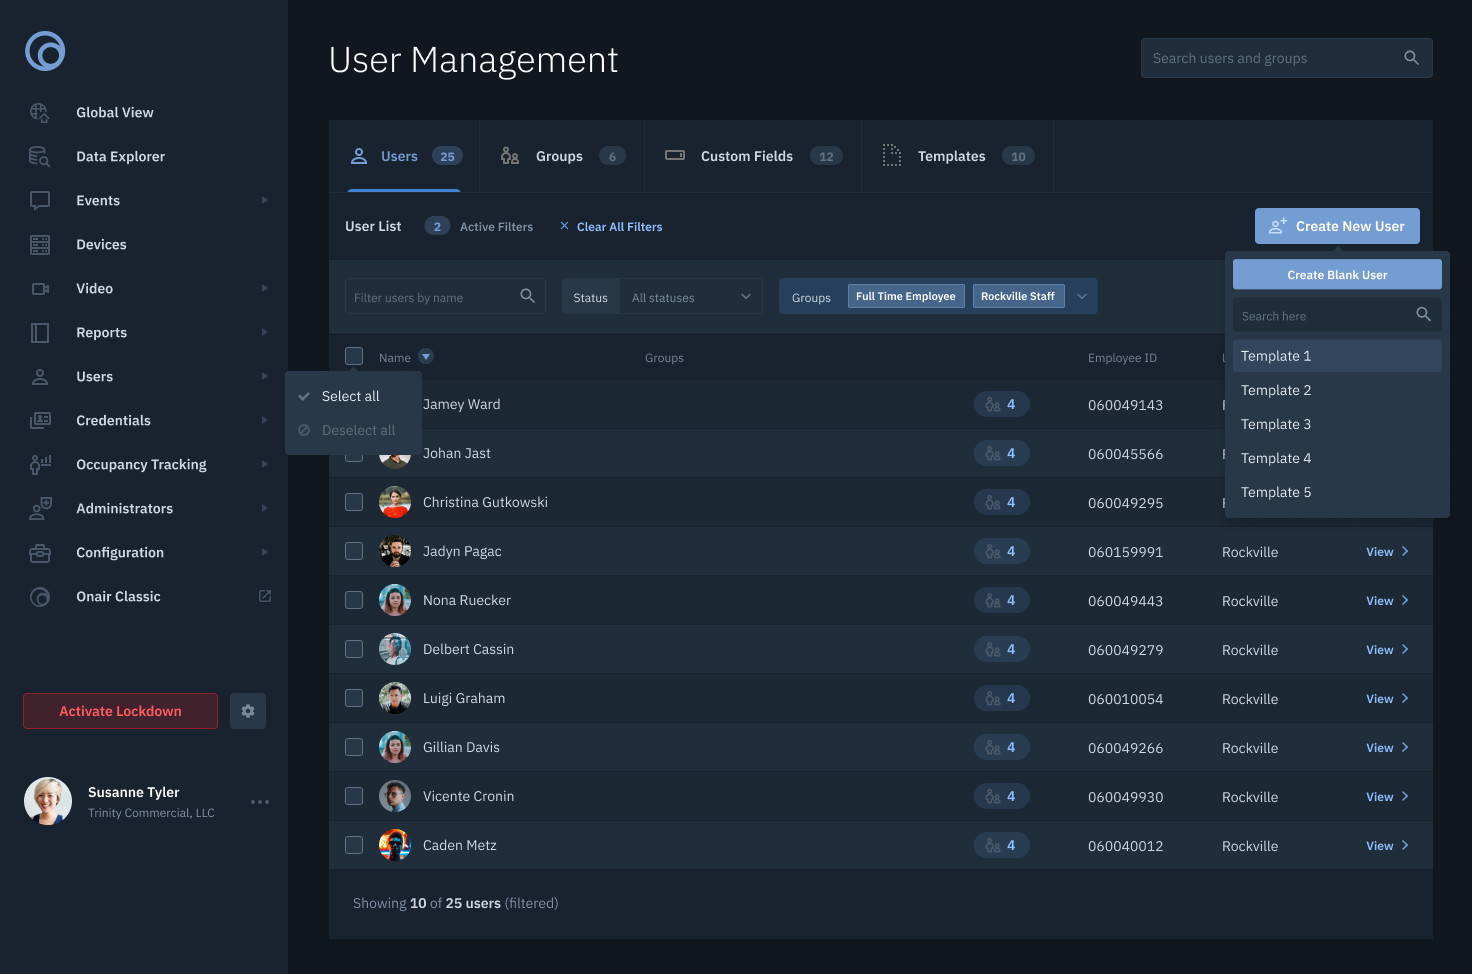 Global View
Data Explorer
Events
Devices
Video
Reports
Users
Credentials
Occupancy Tracking
Administrators
Configuration
Onair Classic
Activate Lockdown
Susanne Tyler
Trinity Commercial, LLC
User Management
Search users and groups
Users 25
Groups 6
Custom Fields 12
Templates 10
User List 2 Active Filters × Clear All Filters
Create New User
Create Blank User
Search here
Template 1
Template 2
Template 3
Template 4
Template 5
Filter users by name
Status All statuses
Groups Full Time Employee Rockville Staff
Name Groups Employee ID L
Select all
Deselect all
Jamey Ward 4 060049143
Johan Jast 4 060045566
Christina Gutkowski 4 060049295
Jadyn Pagac 4 060159991 Rockville View
Nona Ruecker 4 060049443 Rockville View
Delbert Cassin 4 060049279 Rockville View
Luigi Graham 4 060010054 Rockville View
Gillian Davis 4 060049266 Rockville View
Vicente Cronin 4 060049930 Rockville View
Caden Metz 4 060040012 Rockville View
Showing 10 of 25 users (filtered)